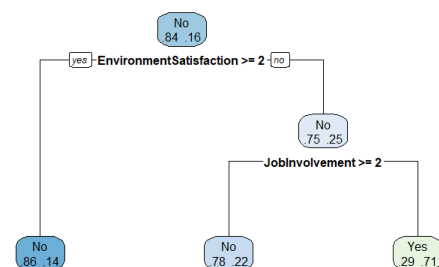 No
.84 .16
yes EnvironmentSatisfaction >= 2 no
No
.75 .25
JobInvolvement >= 2
No
.86 .14
No
.78 .22
Yes
.29 .71